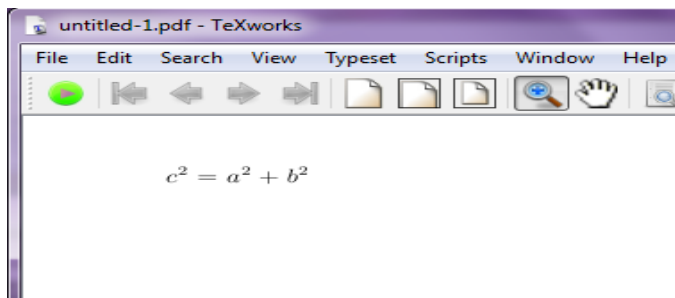 untitled-1.pdf - TeXworks
File Edit Search View Typeset Scripts Window Help
c² = a² + b²